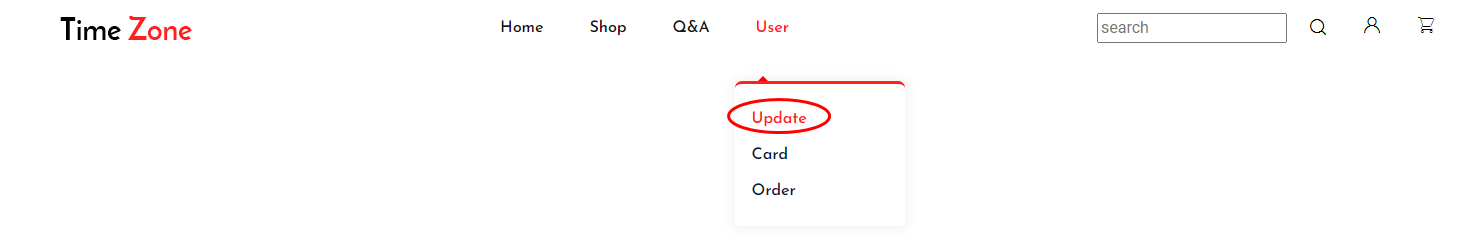 Time Zone
Home Shop Q&A User
search
Update
Card
Order